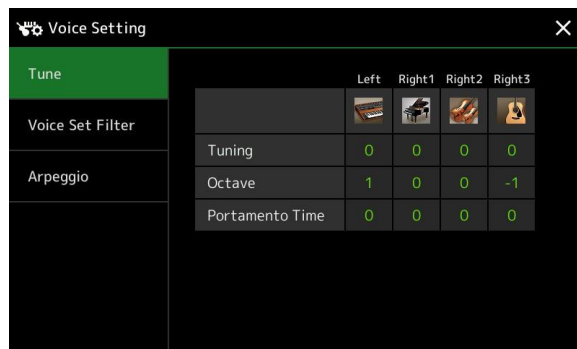 Voice Setting
Tune
Voice Set Filter
Arpeggio
Left Right1 Right2 Right3
Tuning 0 0 0 0
Octave 1 0 0 -1
Portamento Time 0 0 0 0